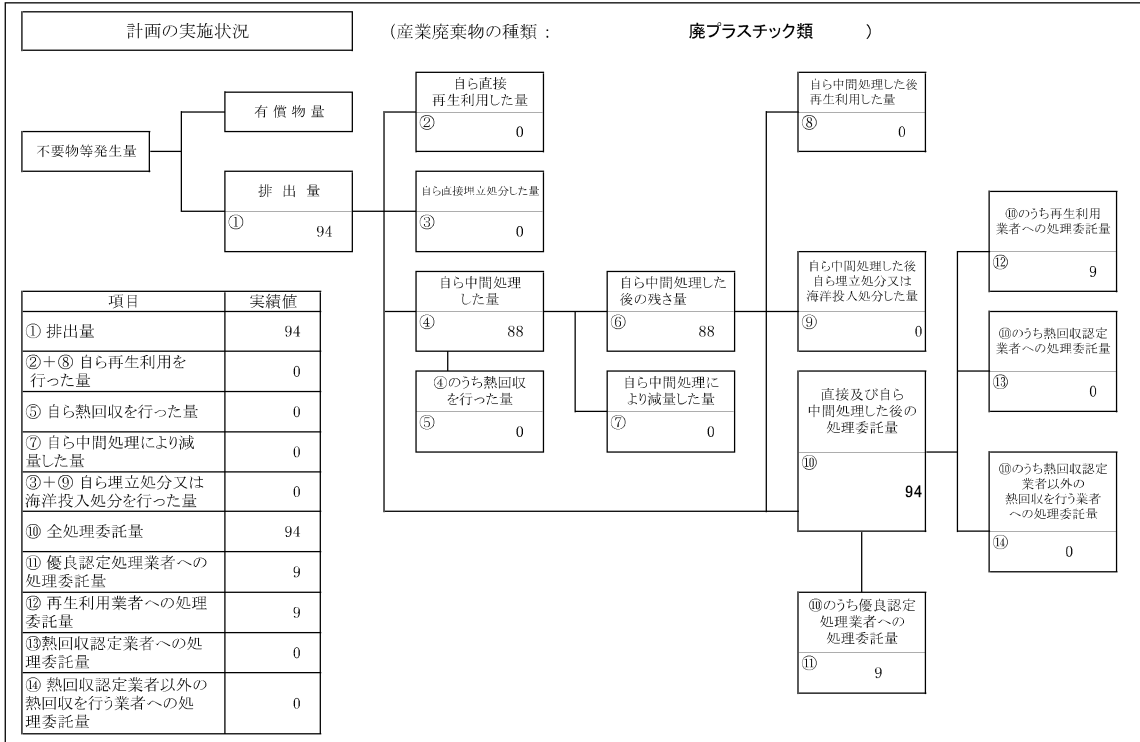 計画の実施状況
(産業廃棄物の種類： 廃プラスチック類 )
不要物等発生量
有償物量
排出量
①
94
自ら直接
再生利用した量
②
0
自ら直接埋立処分した量
③
0
自ら中間処理
した量
④
88
④のうち熱回収
を行った量
⑤
0
自ら中間処理した
後の残さ量
⑥
88
自ら中間処理に
より減量した量
⑦
0
自ら中間処理した後
再生利用した量
⑧
0
自ら中間処理した後
自ら埋立処分又は
海洋投入処分した量
⑨
0
直接及び自ら
中間処理した後の
処理委託量
⑩
94
⑩のうち優良認定
処理業者への
処理委託量
⑪
9
⑩のうち再生利用
業者への処理委託量
⑫
9
⑩のうち熱回収認定
業者への処理委託量
⑬
0
⑩のうち熱回収認定
業者以外の
熱回収を行う業者
への処理委託量
⑭
0
項目 実績値
① 排出量 94
②＋⑧ 自ら再生利用を
行った量 0
⑤ 自ら熱回収を行った量 0
⑦ 自ら中間処理により減
量した量 0
③＋⑨ 自ら埋立処分又は
海洋投入処分を行った量 0
⑩ 全処理委託量 94
⑪ 優良認定処理業者への
処理委託量 9
⑫ 再生利用業者への処理
委託量 9
⑬熱回収認定業者への処
理委託量 0
⑭ 熱回収認定業者以外の
熱回収を行う業者への処
理委託量 0